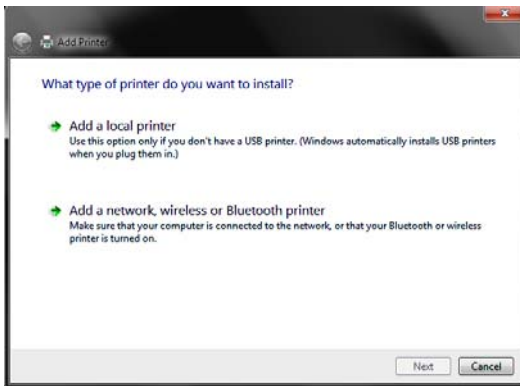 Add Printer
What type of printer do you want to install?
Add a local printer
Use this option only if you don't have a USB printer. (Windows automatically installs USB printers
when you plug them in.)
Add a network, wireless or Bluetooth printer
Make sure that your computer is connected to the network, or that your Bluetooth or wireless
printer is turned on.
Next Cancel